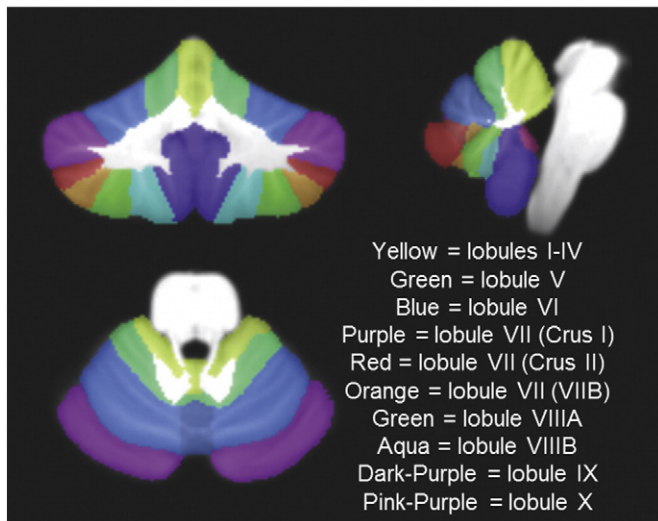 Yellow = lobules I-IV
Green = lobule V
Blue = lobule VI
Purple = lobule VII (Crus I)
Red = lobule VII (Crus II)
Orange = lobule VII (VIIB)
Green = lobule VIIIA
Aqua = lobule VIIIB
Dark-Purple = lobule IX
Pink-Purple = lobule X